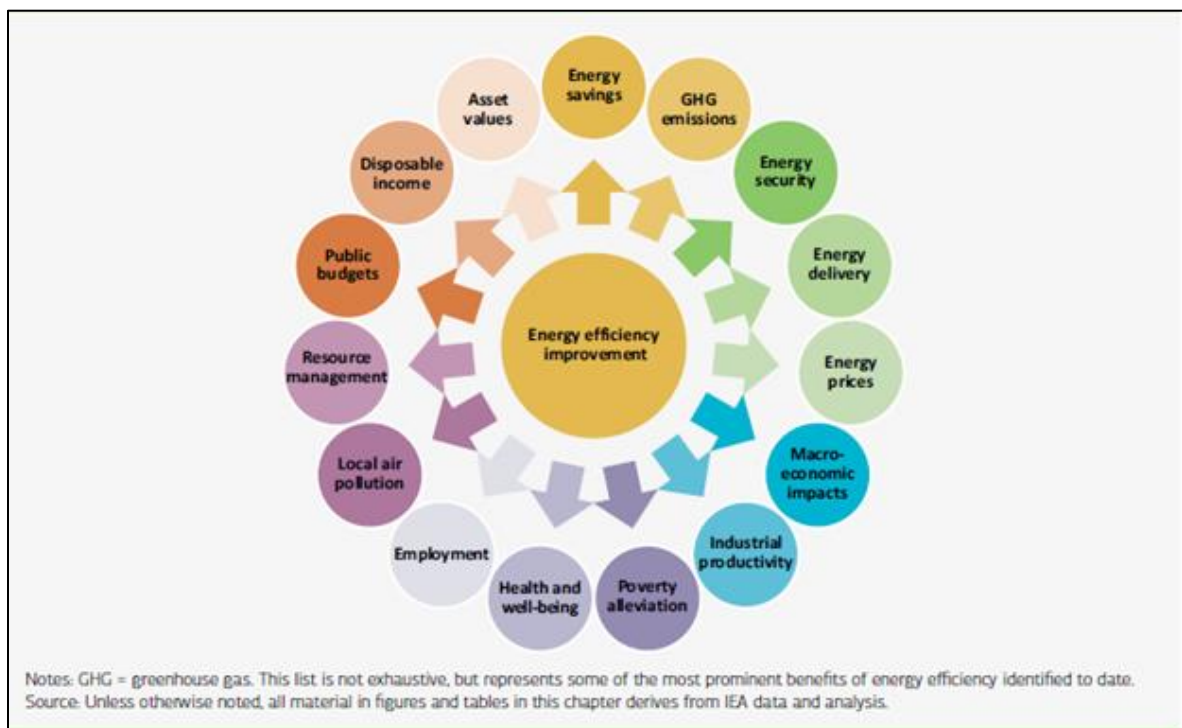 Energy
savings
GHG
emissions
Energy
security
Energy
delivery
Energy
prices
Macro-
economic
impacts
Industrial
productivity
Poverty
alleviation
Health and
well-being
Employment
Local air
pollution
Resource
management
Public
budgets
Disposable
income
Asset
values
Energy efficiency
improvement
Notes: GHG = greenhouse gas. This list is not exhaustive, but represents some of the most prominent benefits of energy efficiency identified to date.
Source: Unless otherwise noted, all material in figures and tables in this chapter derives from IEA data and analysis.